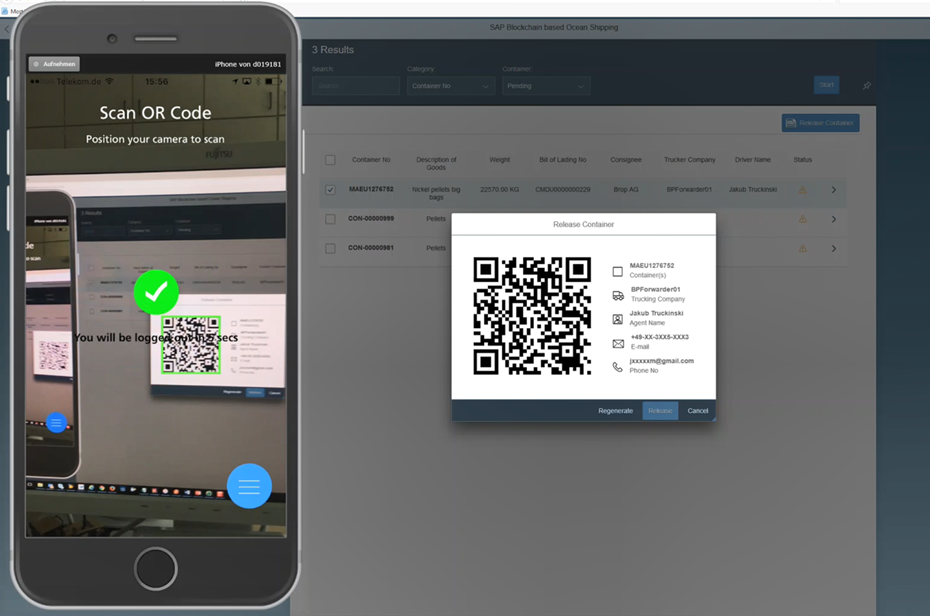 SAP Blockchain based Ocean Shipping
Aufnehmen
iPhone von d019181
Telekom.de
15:56
Scan QR Code
Position your camera to scan
FUJITSU
You will be logged out in 5 secs
3 Results
Search:
Category:
Container:
Search
Container No
Pending
Start
Release Container
Container No
Description of Goods
Weight
Bill of Lading No
Consignee
Trucker Company
Driver Name
Status
MAEU1276752
Nickel pellets big bags
22570.00 KG
CMDU0000000229
Brop AG
BPForwarder01
Jakub Truckinski
CON-00000999
Pellets
CON-00000981
Pellets
Release Container
MAEU1276752
Container(s)
BPForwarder01
Trucking Company
Jakub Truckinski
Agent Name
+49-XX-3XX5-XXX3
E-mail
jxxxxxm@gmail.com
Phone No
Regenerate
Release
Cancel